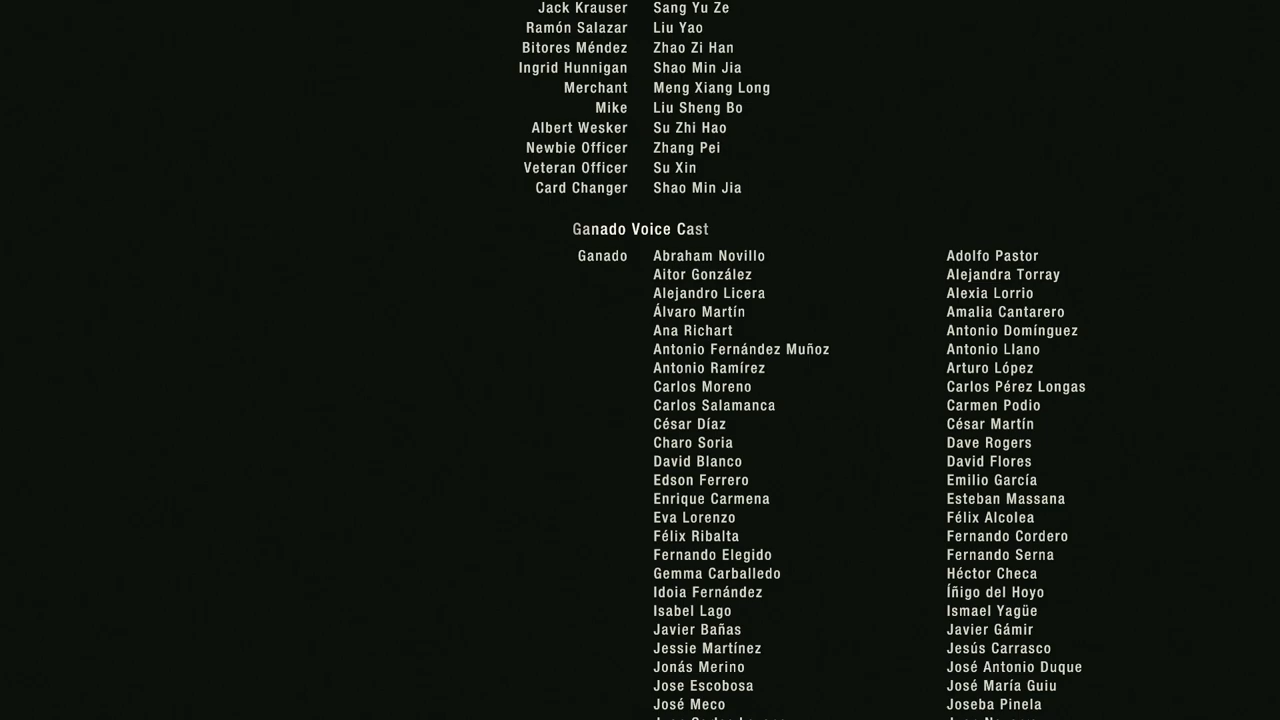 Jack Krauser Sang Yu Ze
Ramón Salazar Liu Yao
Bitores Méndez Zhao Zi Han
Ingrid Hunnigan Shao Min Jia
Merchant Meng Xiang Long
Mike Liu Sheng Bo
Albert Wesker Su Zhi Hao
Newbie Officer Zhang Pei
Veteran Officer Su Xin
Card Changer Shao Min Jia
Ganado Voice Cast
Ganado Abraham Novillo Adolfo Pastor
Aitor González Alejandra Torray
Alejandro Licera Alexia Lorrio
Álvaro Martín Amalia Cantarero
Ana Richart Antonio Domínguez
Antonio Fernández Muñoz Antonio Llano
Antonio Ramírez Arturo López
Carlos Moreno Carlos Pérez Longas
Carlos Salamanca Carmen Podio
César Díaz César Martín
Charo Soria Dave Rogers
David Blanco David Flores
Edson Ferrero Emilio García
Enrique Carmena Esteban Massana
Eva Lorenzo Félix Alcolea
Félix Ribalta Fernando Cordero
Fernando Elegido Fernando Serna
Gemma Carballedo Héctor Checa
Idoia Fernández Íñigo del Hoyo
Isabel Lago Ismael Yagüe
Javier Bañas Javier Gámir
Jessie Martínez Jesús Carrasco
Jonás Merino José Antonio Duque
Jose Escobosa José María Guiu
José Meco Joseba Pinela